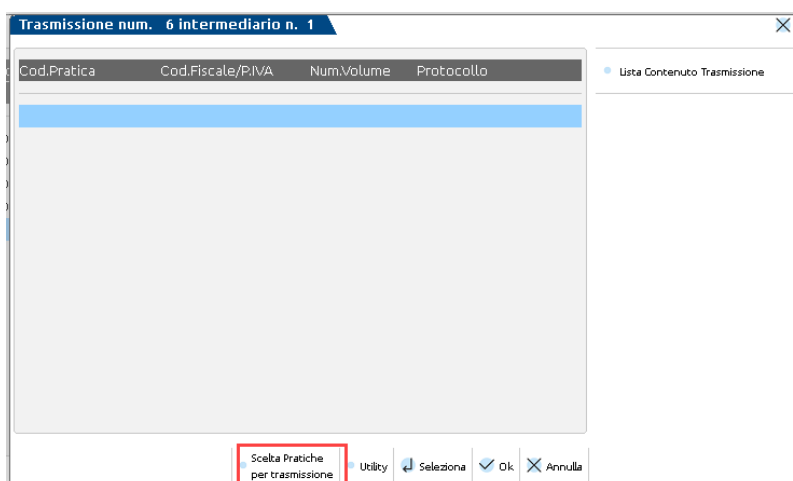 Trasmissione num. 6 intermediario n. 1
Cod.Pratica Cod.Fiscale/P.IVA Num.Volume Protocollo
Lista Contenuto Trasmissione
Scelta Pratiche
per trasmissione
Utility
Seleziona
Ok
Annulla